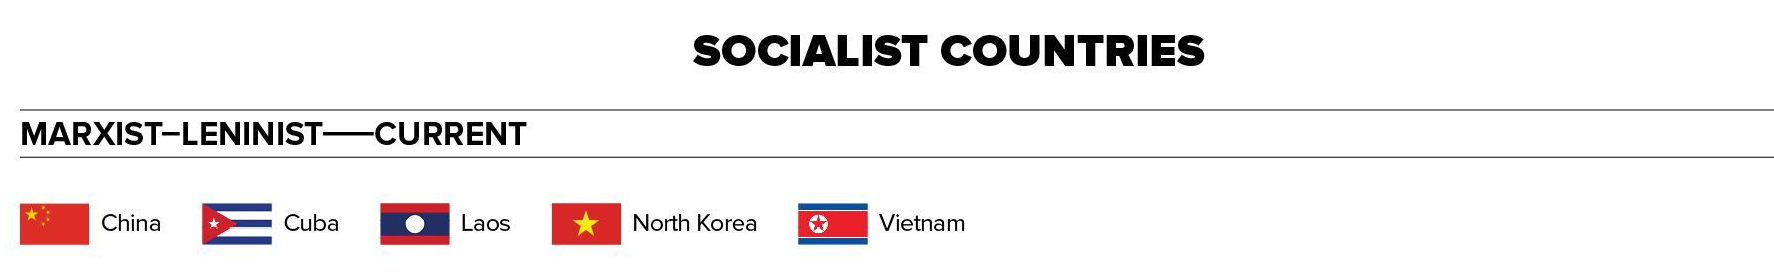 SOCIALIST COUNTRIES
MARXIST–LENINIST——CURRENT
China Cuba Laos North Korea Vietnam